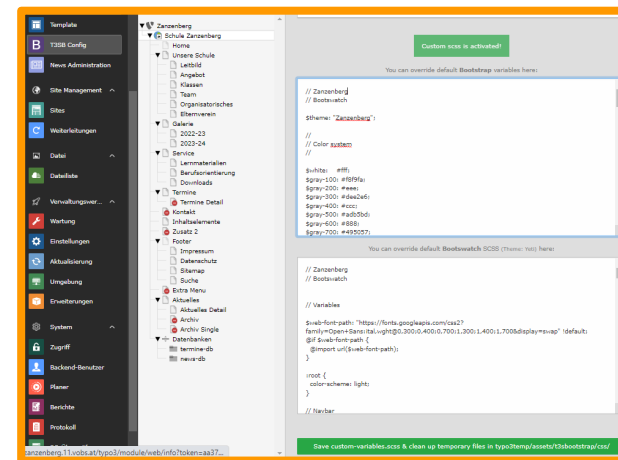 Template
B T3SB Config
News Administration
Site Management
Sites
Weiterleitungen
Datei
Dateiliste
Verwaltungswer...
Wartung
Einstellungen
Aktualisierung
Umgebung
Erweiterungen
System
Zugriff
Backend-Benutzer
Planer
Berichte
Protokoll
zanzenberg.11.vobs.at/typo3/module/web/info?token=aa37...
Zanzenberg
Schule Zanzenberg
Home
Unsere Schule
Leitbild
Angebot
Klassen
Team
Organisatorisches
Elternverein
Galerie
2022-23
2023-24
Service
Lernmaterialien
Berufsorientierung
Downloads
Termine
Termine Detail
Kontakt
Inhaltselemente
Zusatz 2
Footer
Impressum
Datenschutz
Sitemap
Suche
Extra Menu
Aktuelles
Aktuelles Detail
Archiv
Archiv Single
Datenbanken
termine-db
news-db
Custom scss is activated!
You can override default Bootstrap variables here:
// Zanzenberg
// Bootswatch
$theme: "Zanzenberg";
//
// Color system
//
$white: #fff;
$gray-100: #f8f9fa;
$gray-200: #eee;
$gray-300: #dee2e6;
$gray-400: #ccc;
$gray-500: #adb5bd;
$gray-600: #888;
$gray-700: #495057;
You can override default Bootswatch SCSS (Theme: Yeti) here:
// Zanzenberg
// Bootswatch
// Variables
$web-font-path: "https://fonts.googleapis.com/css2?
family=Open+Sans:ital,wght@0,300;0,400;0,700;1,300;1,400;1,700&display=swap" !default;
@if $web-font-path {
@import url($web-font-path);
}
:root {
color-scheme: light;
}
// Navbar
Save custom-variables.scss & clean up temporary files in typo3temp/assets/t3sbootstrap/css/